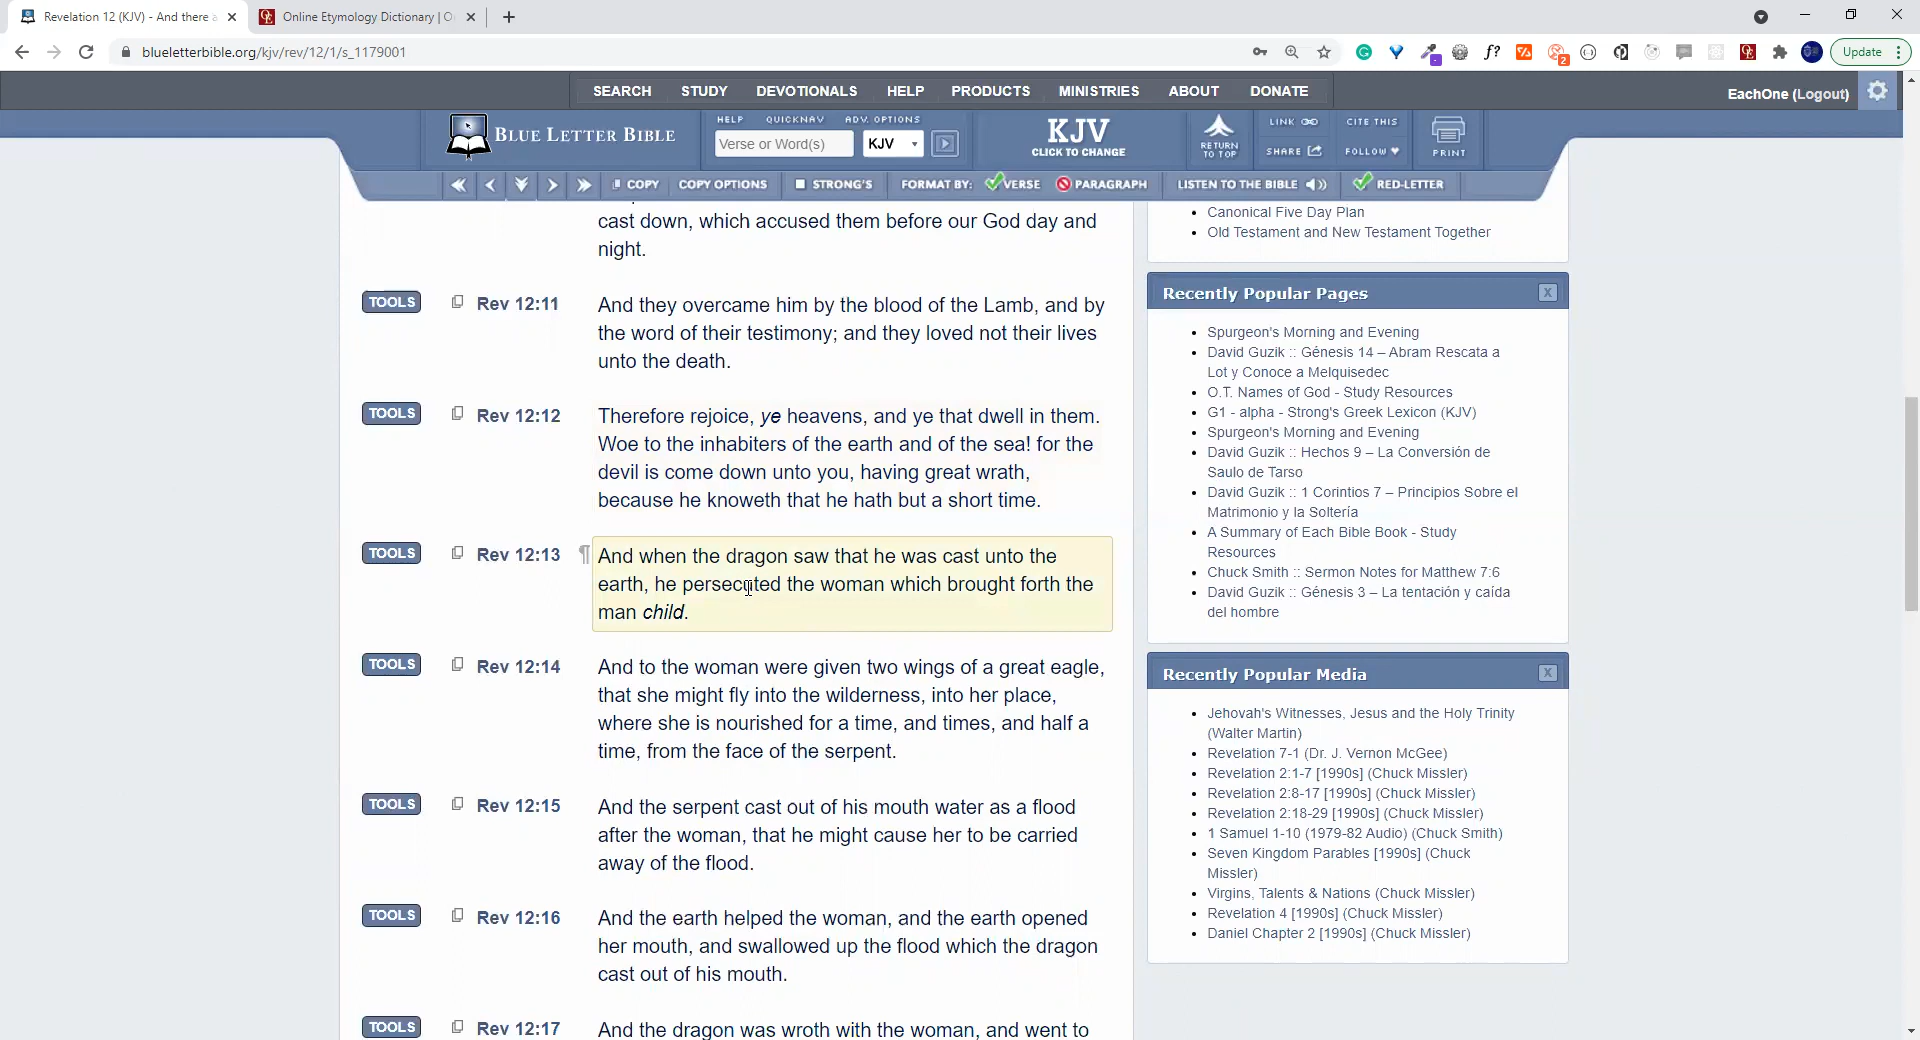 Revelation 12 (KJV) - And there a
Online Etymology Dictionary | O
blueletterbible.org/kjv/rev/12/1/s_1179001
Update
SEARCH STUDY DEVOTIONALS HELP PRODUCTS MINISTRIES ABOUT DONATE
EachOne (Logout)
BLUE LETTER BIBLE
HELP QUICKNAV ADV. OPTIONS
Verse or Word(s) KJV
KJV
CLICK TO CHANGE
RETURN
TO TOP
LINK CITE THIS
SHARE FOLLOW
PRINT
COPY COPY OPTIONS STRONG'S FORMAT BY: VERSE PARAGRAPH LISTEN TO THE BIBLE RED-LETTER
cast down, which accused them before our God day and
night.
TOOLS Rev 12:11 And they overcame him by the blood of the Lamb, and by
the word of their testimony; and they loved not their lives
unto the death.
TOOLS Rev 12:12 Therefore rejoice, ye heavens, and ye that dwell in them.
Woe to the inhabiters of the earth and of the sea! for the
devil is come down unto you, having great wrath,
because he knoweth that he hath but a short time.
TOOLS Rev 12:13 ¶ And when the dragon saw that he was cast unto the
earth, he persecuted the woman which brought forth the
man child.
TOOLS Rev 12:14 And to the woman were given two wings of a great eagle,
that she might fly into the wilderness, into her place,
where she is nourished for a time, and times, and half a
time, from the face of the serpent.
TOOLS Rev 12:15 And the serpent cast out of his mouth water as a flood
after the woman, that he might cause her to be carried
away of the flood.
TOOLS Rev 12:16 And the earth helped the woman, and the earth opened
her mouth, and swallowed up the flood which the dragon
cast out of his mouth.
TOOLS Rev 12:17 And the dragon was wroth with the woman, and went to
Canonical Five Day Plan
Old Testament and New Testament Together
Recently Popular Pages X
Spurgeon's Morning and Evening
David Guzik :: Génesis 14 – Abram Rescata a
Lot y Conoce a Melquisedec
O.T. Names of God - Study Resources
G1 - alpha - Strong's Greek Lexicon (KJV)
Spurgeon's Morning and Evening
David Guzik :: Hechos 9 – La Conversión de
Saulo de Tarso
David Guzik :: 1 Corintios 7 – Principios Sobre el
Matrimonio y la Soltería
A Summary of Each Bible Book - Study
Resources
Chuck Smith :: Sermon Notes for Matthew 7:6
David Guzik :: Génesis 3 – La tentación y caída
del hombre
Recently Popular Media X
Jehovah's Witnesses, Jesus and the Holy Trinity
(Walter Martin)
Revelation 7-1 (Dr. J. Vernon McGee)
Revelation 2:1-7 [1990s] (Chuck Missler)
Revelation 2:8-17 [1990s] (Chuck Missler)
Revelation 2:18-29 [1990s] (Chuck Missler)
1 Samuel 1-10 (1979-82 Audio) (Chuck Smith)
Seven Kingdom Parables [1990s] (Chuck
Missler)
Virgins, Talents & Nations (Chuck Missler)
Revelation 4 [1990s] (Chuck Missler)
Daniel Chapter 2 [1990s] (Chuck Missler)